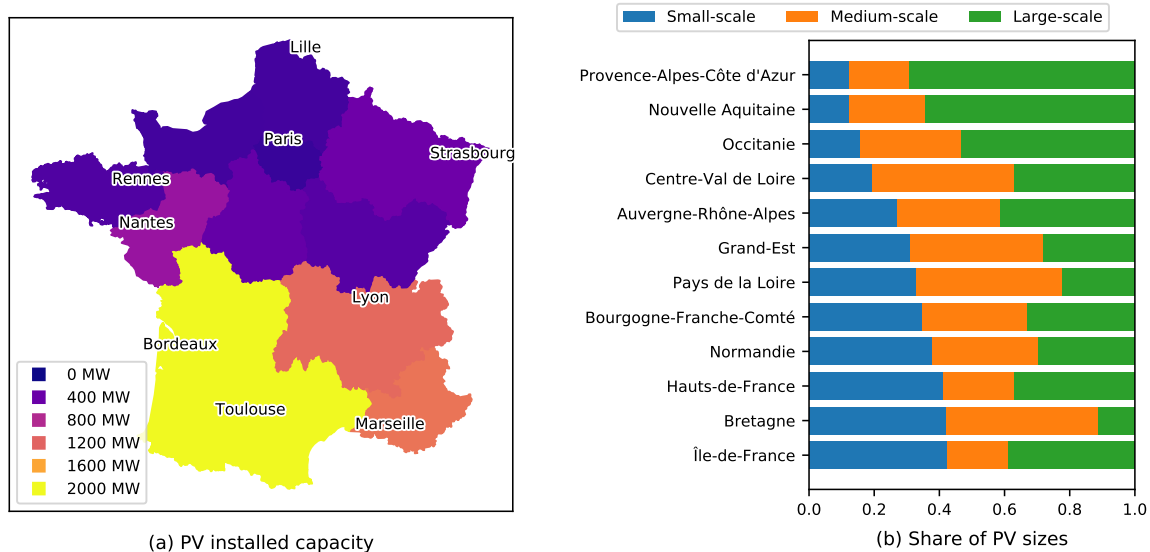 Lille
Paris
Strasbourg
Rennes
Nantes
Lyon
Bordeaux
Toulouse
Marseille
0 MW
400 MW
800 MW
1200 MW
1600 MW
2000 MW
(a) PV installed capacity
Small-scale Medium-scale Large-scale
Provence-Alpes-Côte d'Azur
Nouvelle Aquitaine
Occitanie
Centre-Val de Loire
Auvergne-Rhône-Alpes
Grand-Est
Pays de la Loire
Bourgogne-Franche-Comté
Normandie
Hauts-de-France
Bretagne
Île-de-France
0.0 0.2 0.4 0.6 0.8 1.0
(b) Share of PV sizes